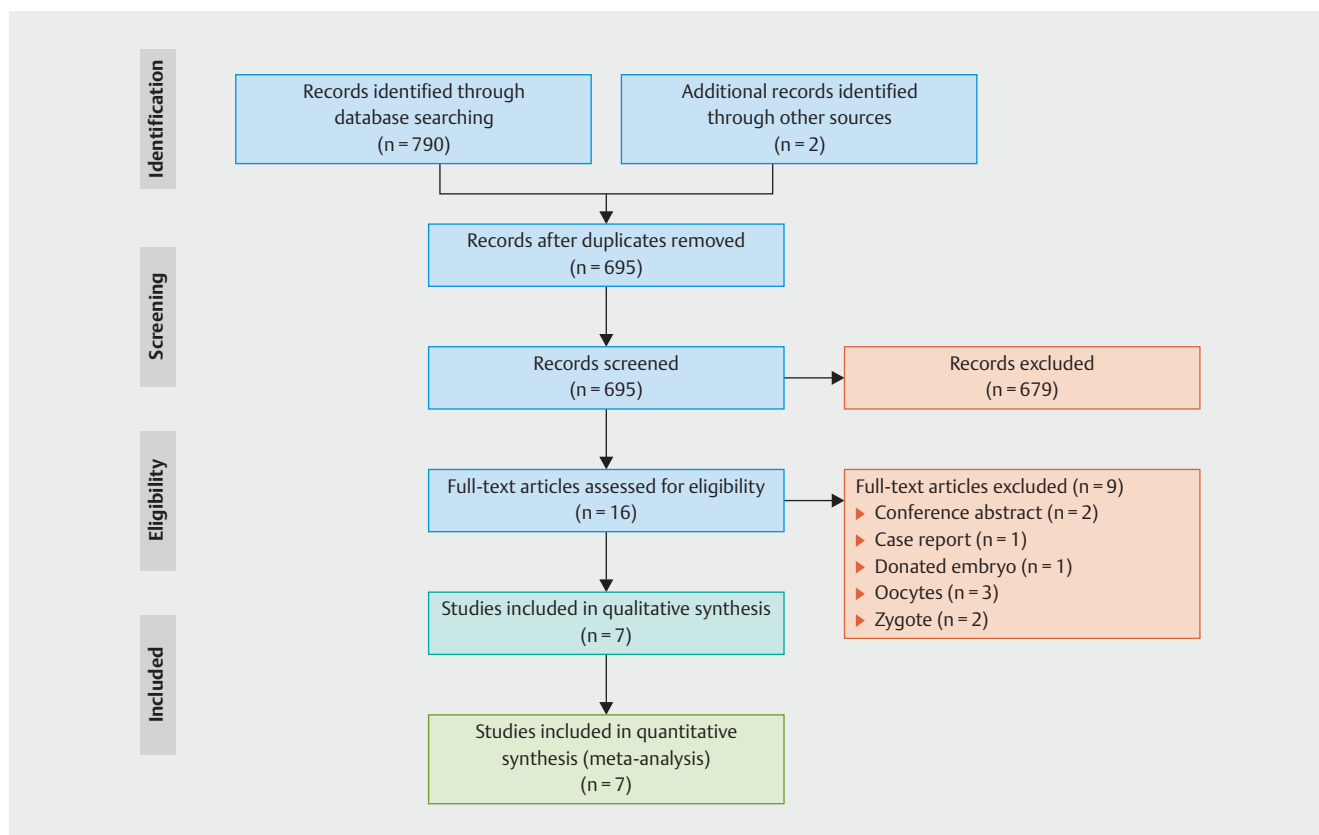 Identification
Records identified through
database searching
(n = 790)
Additional records identified
through other sources
(n = 2)
Records after duplicates removed
(n = 695)
Screening
Records screened
(n = 695)
Records excluded
(n = 679)
Eligibility
Full-text articles assessed for eligibility
(n = 16)
Full-text articles excluded (n = 9)
Conference abstract (n = 2)
Case report (n = 1)
Donated embryo (n = 1)
Oocytes (n = 3)
Zygote (n = 2)
Studies included in qualitative synthesis
(n = 7)
Included
Studies included in quantitative
synthesis (meta-analysis)
(n = 7)